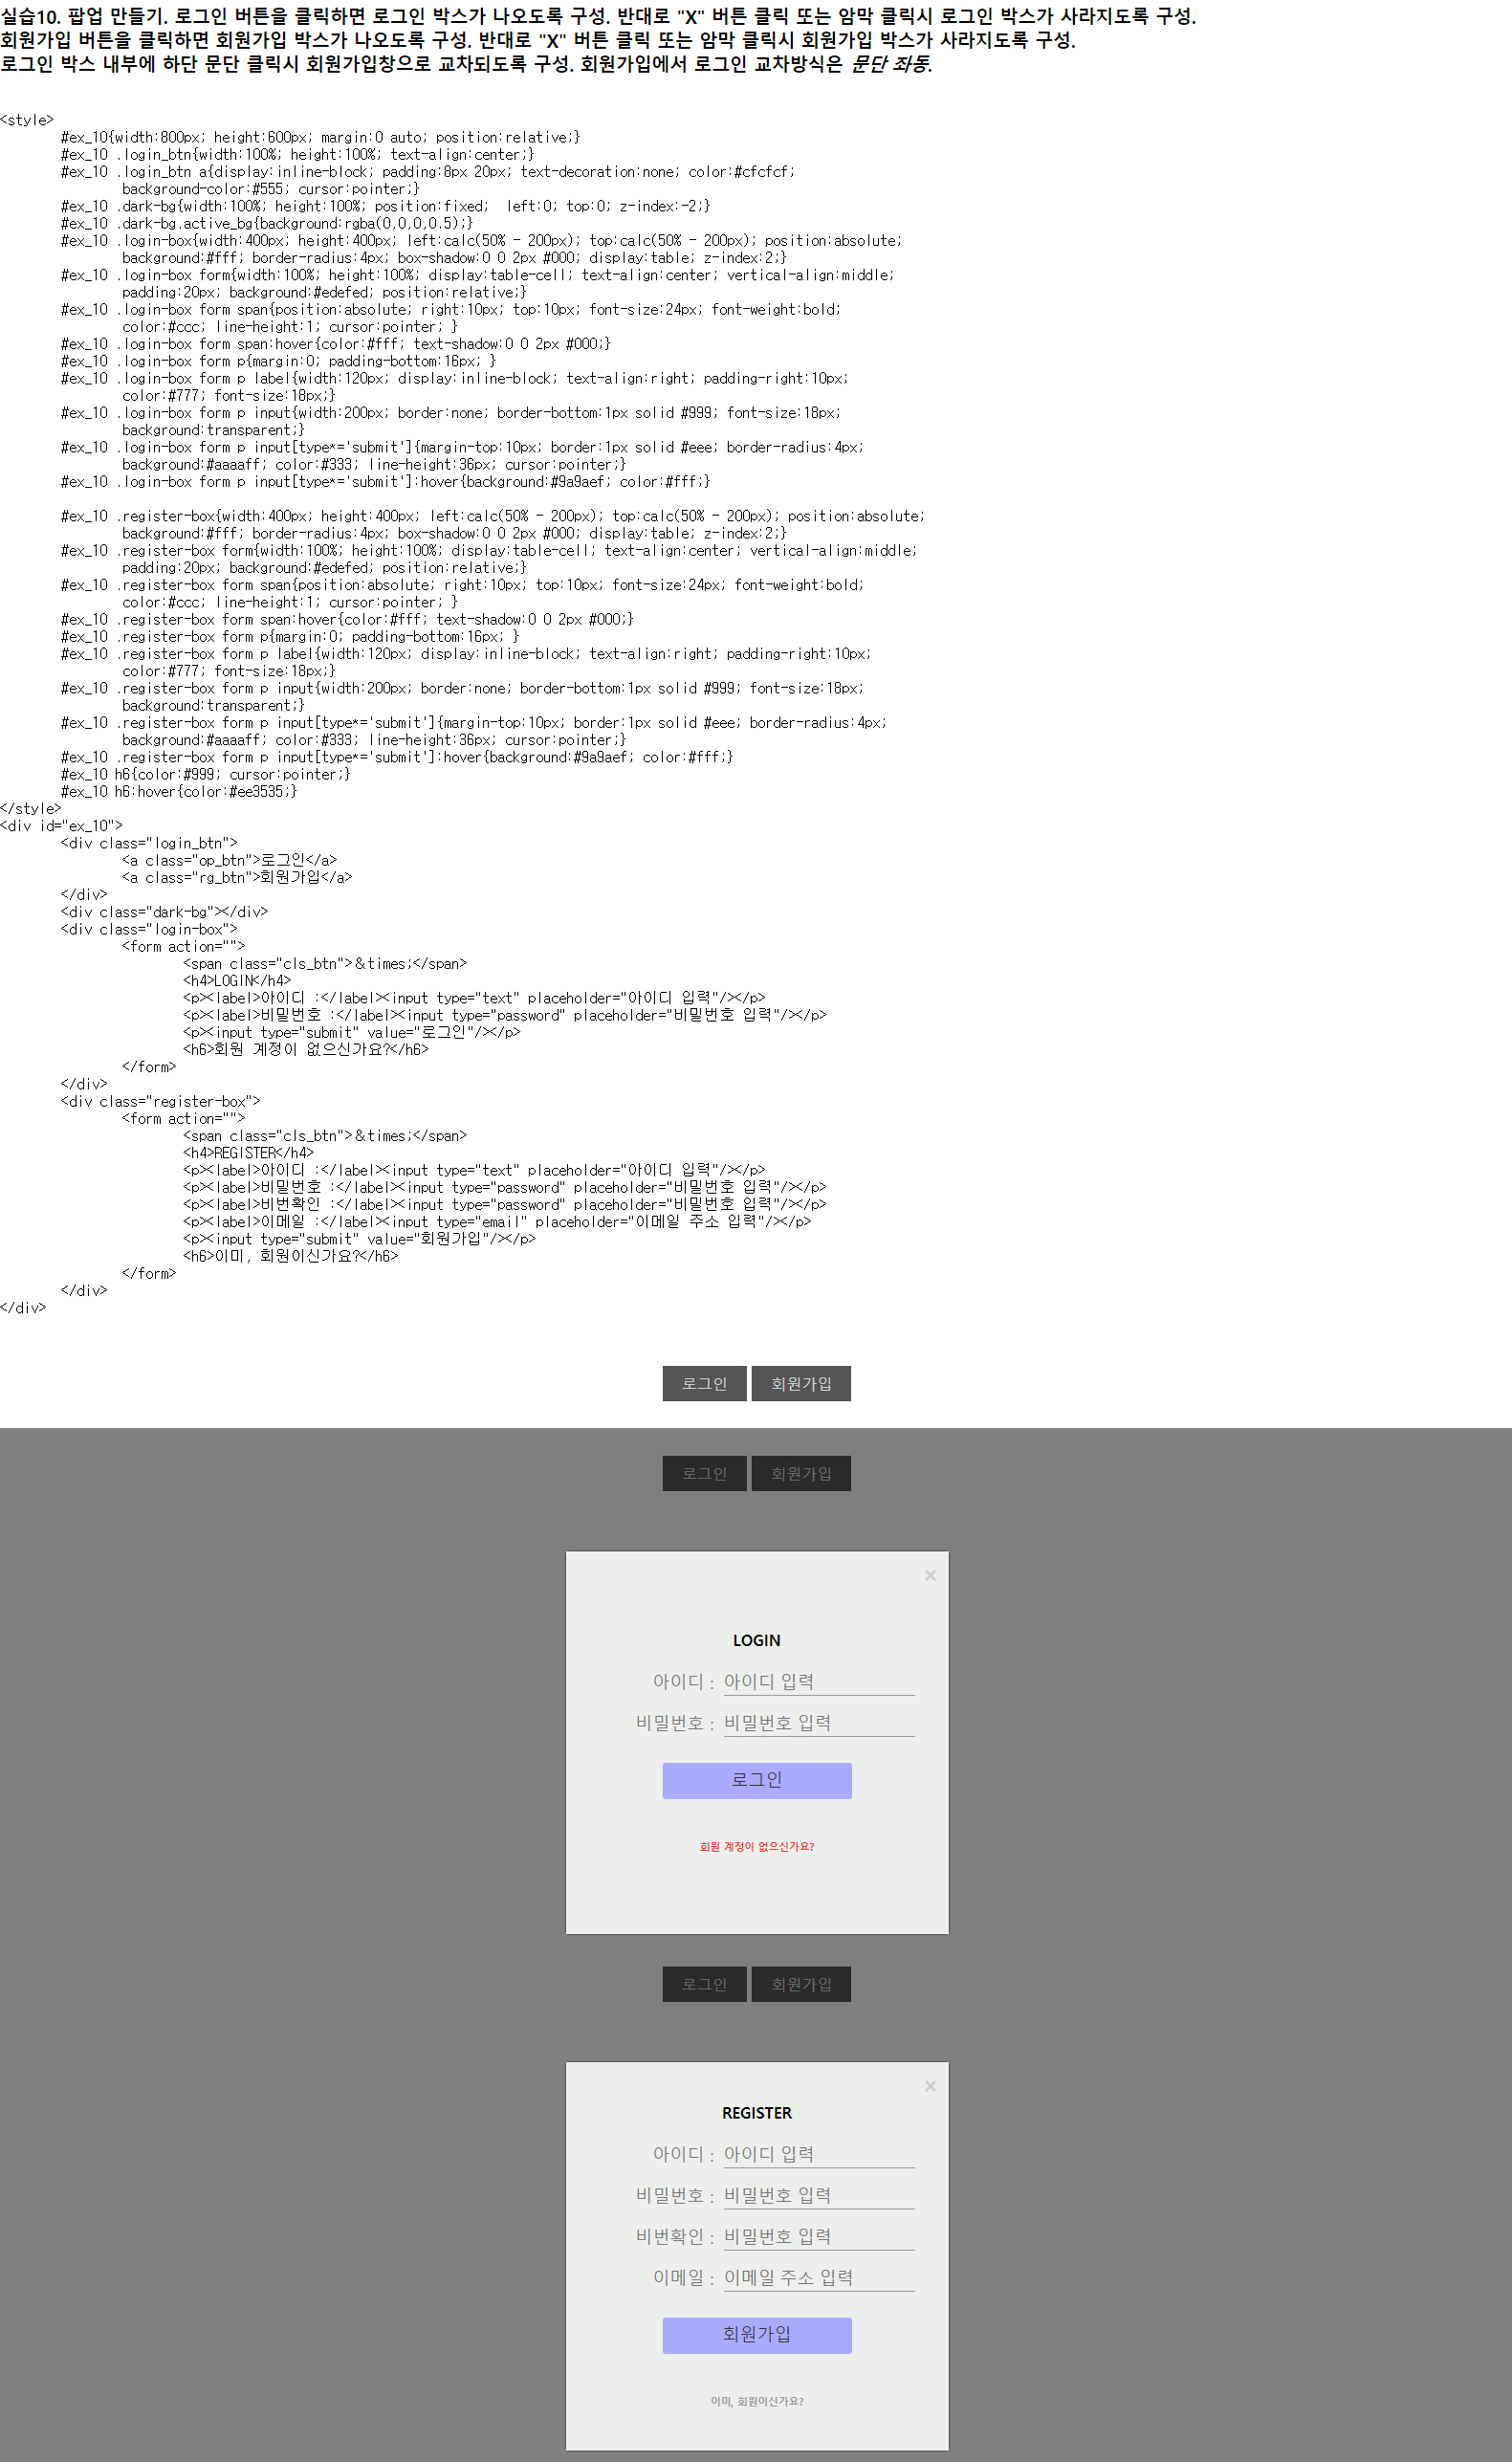 실습10. 팝업 만들기. 로그인 버튼을 클릭하면 로그인 박스가 나오도록 구성. 반대로 "X" 버튼 클릭 또는 암막 클릭시 로그인 박스가 사라지도록 구성.
회원가입 버튼을 클릭하면 회원가입 박스가 나오도록 구성. 반대로 "X" 버튼 클릭 또는 암막 클릭시 회원가입 박스가 사라지도록 구성.
로그인 박스 내부에 하단 문단 클릭시 회원가입창으로 교차되도록 구성. 회원가입에서 로그인 교차방식은 문단 좌동.
<style>
#ex_10{width:800px; height:600px; margin:0 auto; position:relative;}
#ex_10 .login_btn{width:100%; height:100%; text-align:center;}
#ex_10 .login_btn a{display:inline-block; padding:8px 20px; text-decoration:none; color:#cfcfcf;
background-color:#555; cursor:pointer;}
#ex_10 .dark-bg{width:100%; height:100%; position:fixed;  left:0; top:0; z-index:-2;}
#ex_10 .dark-bg.active_bg{background:rgba(0,0,0,0.5);}
#ex_10 .login-box{width:400px; height:400px; left:calc(50% - 200px); top:calc(50% - 200px); position:absolute;
background:#fff; border-radius:4px; box-shadow:0 0 2px #000; display:table; z-index:2;}
#ex_10 .login-box form{width:100%; height:100%; display:table-cell; text-align:center; vertical-align:middle;
padding:20px; background:#edefed; position:relative;}
#ex_10 .login-box form span{position:absolute; right:10px; top:10px; font-size:24px; font-weight:bold;
color:#ccc; line-height:1; cursor:pointer; }
#ex_10 .login-box form span:hover{color:#fff; text-shadow:0 0 2px #000;}
#ex_10 .login-box form p{margin:0; padding-bottom:16px; }
#ex_10 .login-box form p label{width:120px; display:inline-block; text-align:right; padding-right:10px;
color:#777; font-size:18px;}
#ex_10 .login-box form p input{width:200px; border:none; border-bottom:1px solid #999; font-size:18px;
background:transparent;}
#ex_10 .login-box form p input[type*='submit']{margin-top:10px; border:1px solid #eee; border-radius:4px;
background:#aaaaff; color:#333; line-height:36px; cursor:pointer;}
#ex_10 .login-box form p input[type*='submit']:hover{background:#9a9aef; color:#fff;}
#ex_10 .register-box{width:400px; height:400px; left:calc(50% - 200px); top:calc(50% - 200px); position:absolute;
background:#fff; border-radius:4px; box-shadow:0 0 2px #000; display:table; z-index:2;}
#ex_10 .register-box form{width:100%; height:100%; display:table-cell; text-align:center; vertical-align:middle;
padding:20px; background:#edefed; position:relative;}
#ex_10 .register-box form span{position:absolute; right:10px; top:10px; font-size:24px; font-weight:bold;
color:#ccc; line-height:1; cursor:pointer; }
#ex_10 .register-box form span:hover{color:#fff; text-shadow:0 0 2px #000;}
#ex_10 .register-box form p{margin:0; padding-bottom:16px; }
#ex_10 .register-box form p label{width:120px; display:inline-block; text-align:right; padding-right:10px;
color:#777; font-size:18px;}
#ex_10 .register-box form p input{width:200px; border:none; border-bottom:1px solid #999; font-size:18px;
background:transparent;}
#ex_10 .register-box form p input[type*='submit']{margin-top:10px; border:1px solid #eee; border-radius:4px;
background:#aaaaff; color:#333; line-height:36px; cursor:pointer;}
#ex_10 .register-box form p input[type*='submit']:hover{background:#9a9aef; color:#fff;}
#ex_10 h6{color:#999; cursor:pointer;}
#ex_10 h6:hover{color:#ee3535;}
</style>
<div id="ex_10">
<div class="login_btn">
<a class="op_btn">로그인</a>
<a class="rg_btn">회원가입</a>
</div>
<div class="dark-bg"></div>
<div class="login-box">
<form action="">
<span class="cls_btn">&times;</span>
<h4>LOGIN</h4>
<p><label>아이디 :</label><input type="text" placeholder="아이디 입력"/></p>
<p><label>비밀번호 :</label><input type="password" placeholder="비밀번호 입력"/></p>
<p><input type="submit" value="로그인"/></p>
<h6>회원 계정이 없으신가요?</h6>
</form>
</div>
<div class="register-box">
<form action="">
<span class="cls_btn">&times;</span>
<h4>REGISTER</h4>
<p><label>아이디 :</label><input type="text" placeholder="아이디 입력"/></p>
<p><label>비밀번호 :</label><input type="password" placeholder="비밀번호 입력"/></p>
<p><label>비번확인 :</label><input type="password" placeholder="비밀번호 입력"/></p>
<p><label>이메일 :</label><input type="email" placeholder="이메일 주소 입력"/></p>
<p><input type="submit" value="회원가입"/></p>
<h6>이미, 회원이신가요?</h6>
</form>
</div>
</div>
로그인 회원가입
로그인 회원가입
×
LOGIN
아이디 : 아이디 입력
비밀번호 : 비밀번호 입력
로그인
회원 계정이 없으신가요?
로그인 회원가입
×
REGISTER
아이디 : 아이디 입력
비밀번호 : 비밀번호 입력
비번확인 : 비밀번호 입력
이메일 : 이메일 주소 입력
회원가입
이미, 회원이신가요?